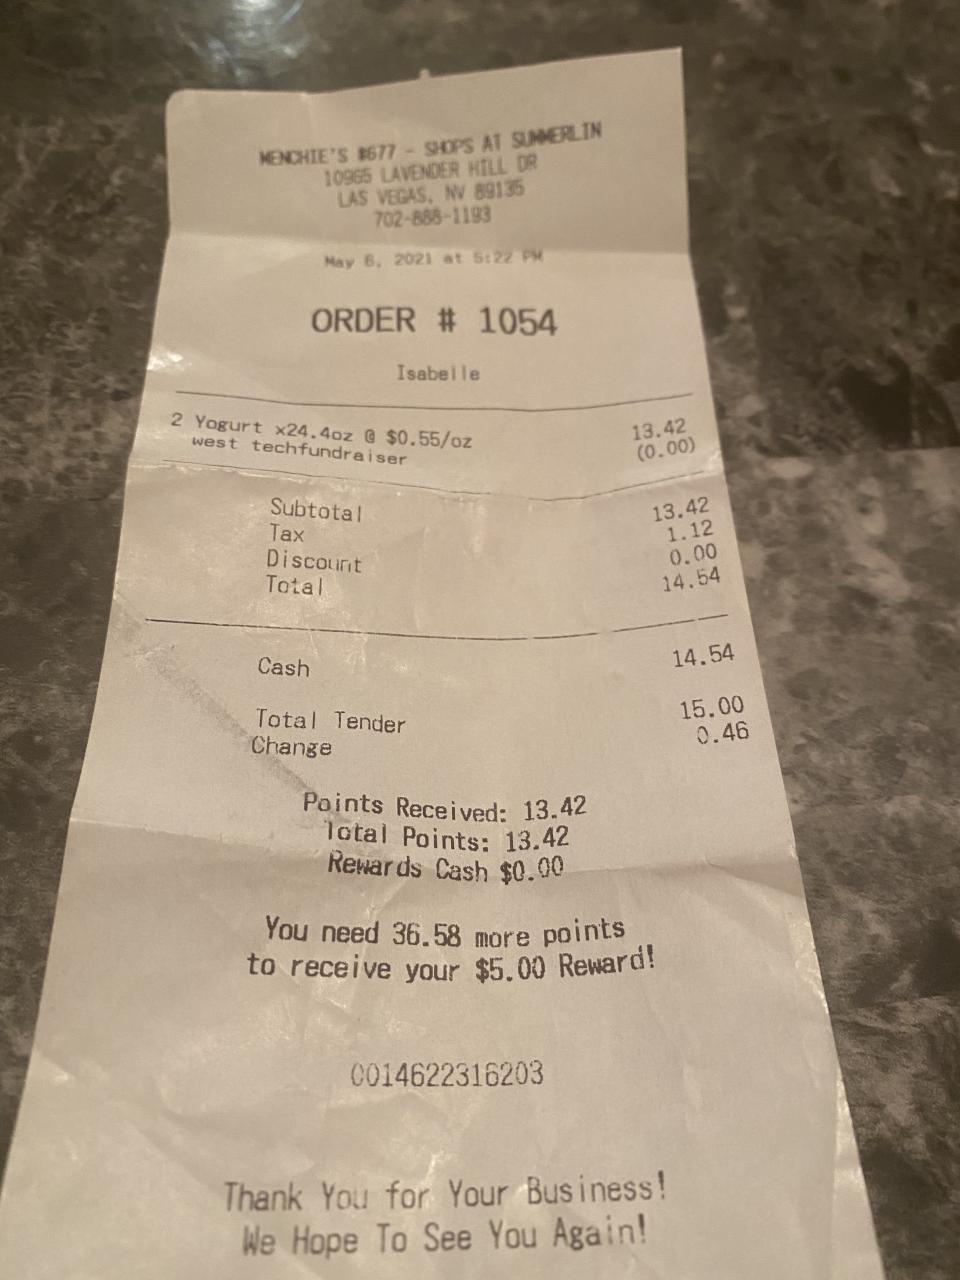 MENCHIE'S #677 - SHOPS AT SUMMERLIN
10965 LAVENDER HILL DR
LAS VEGAS, NV 89135
702-888-1193
May 6, 2021 at 5:22 PM
ORDER # 1054
Isabelle
2 Yogurt x24.4oz @ $0.55/oz 13.42
west techfundraiser (0.00)
Subtotal 13.42
Tax 1.12
Discount 0.00
Total 14.54
Cash 14.54
Total Tender 15.00
Change 0.46
Points Received: 13.42
Total Points: 13.42
Rewards Cash $0.00
You need 36.58 more points
to receive your $5.00 Reward!
0014622316203
Thank You for Your Business!
We Hope To See You Again!